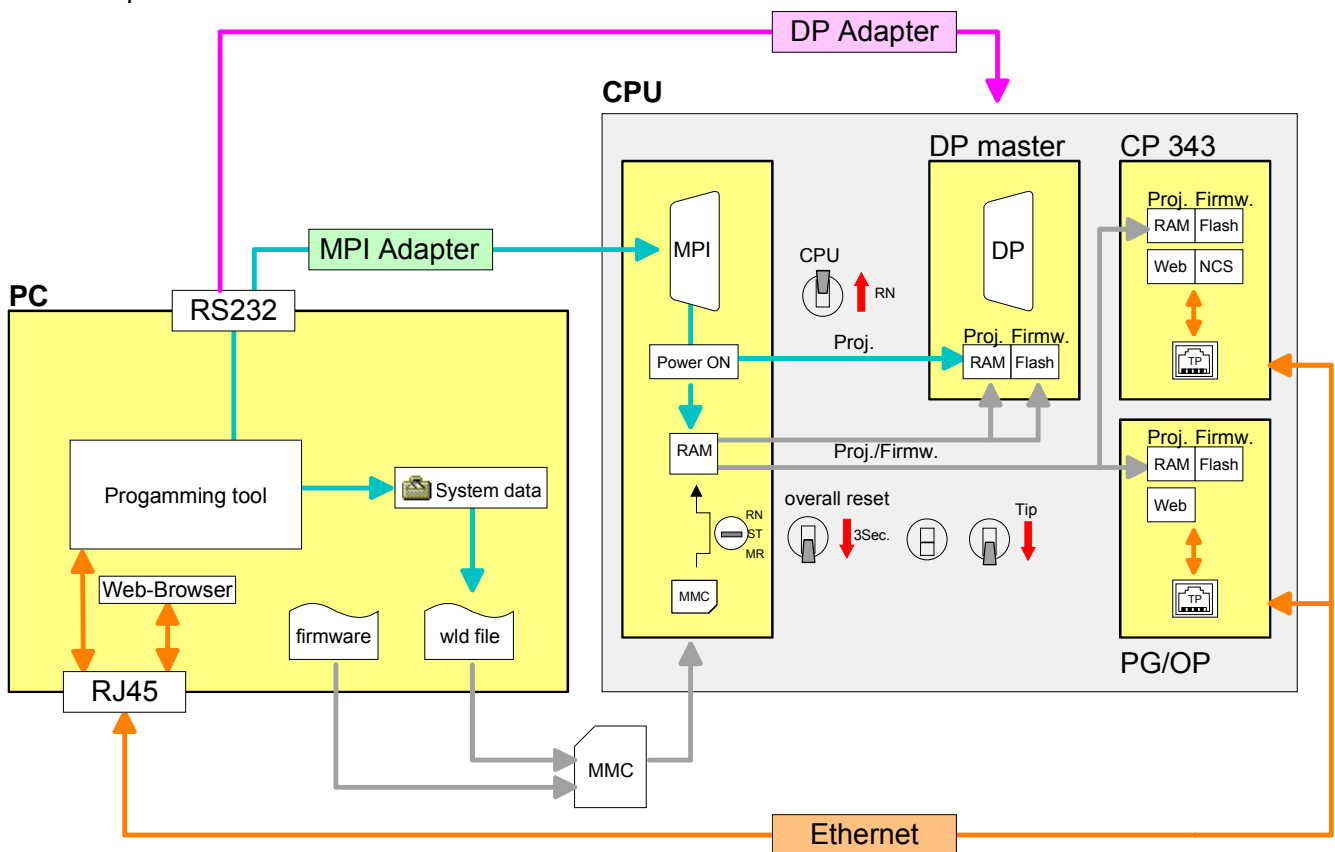 DP Adapter
CPU
DP master
CP 343
Proj. Firmw.
RAM Flash
Web NCS
TP
MPI
DP
CPU
RN
MPI Adapter
PC
RS232
Proj.
Proj. Firmw.
RAM Flash
Power ON
RAM
Proj./Firmw.
Proj. Firmw.
RAM Flash
Web
TP
PG/OP
Progamming tool
System data
overall reset
3Sec.
Tip
RN
ST
MR
MMC
Web-Browser
firmware
wld file
RJ45
MMC
Ethernet